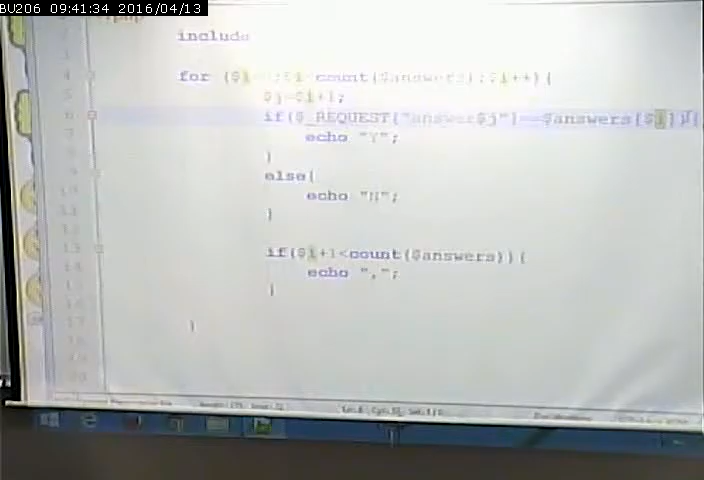 BU206 09:41:34 2016/04/13
include
for ($i=0;$i<count($answers);$i++){
$j=$i+1;
if($_REQUEST["answer$j"]==$answers[$i]){
echo "Y";
}
else{
echo "N";
}
if($i+1<count($answers)){
echo ",";
}
}